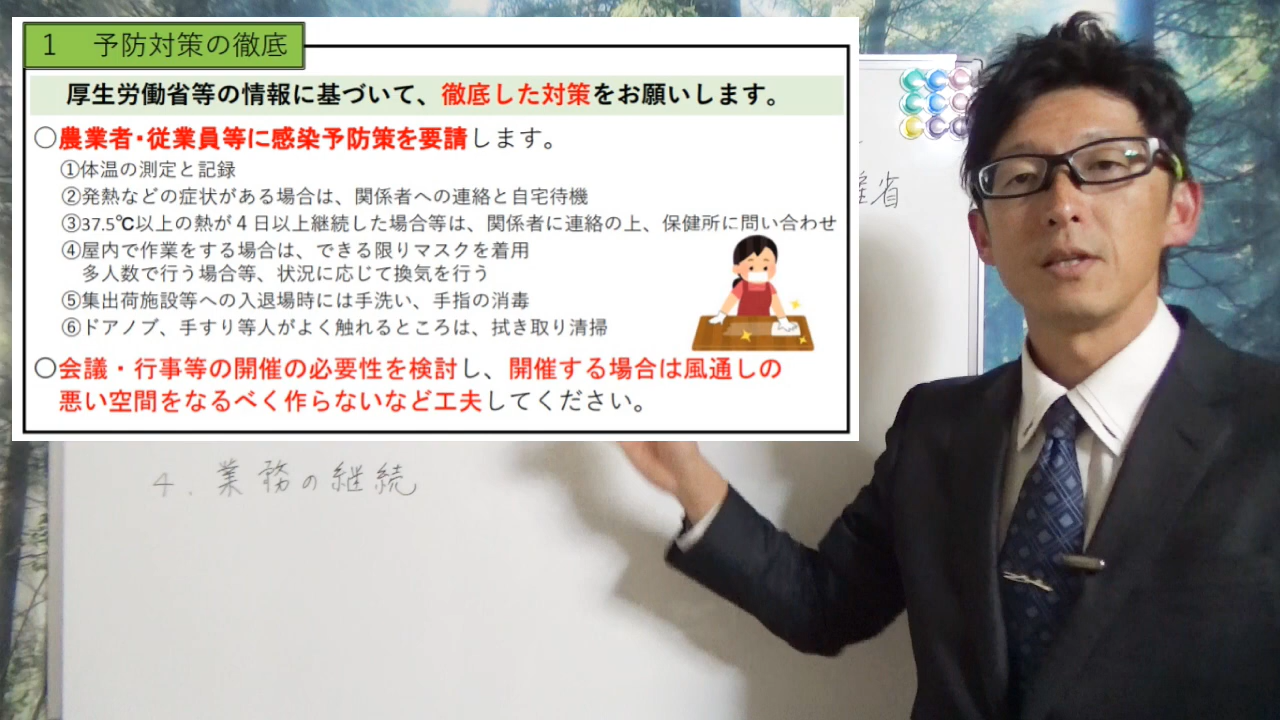 1 予防対策の徹底
厚生労働省等の情報に基づいて、徹底した対策をお願いします。
〇農業者・従業員等に感染予防策を要請します。
①体温の測定と記録
②発熱などの症状がある場合は、関係者への連絡と自宅待機
③37.5℃以上の熱が4日以上継続した場合等は、関係者に連絡の上、保健所に問い合わせ
④屋内で作業をする場合は、できる限りマスクを着用
多人数で行う場合等、状況に応じて換気を行う
⑤集出荷施設等への入退場時には手洗い、手指の消毒
⑥ドアノブ、手すり等人がよく触れるところは、拭き取り清掃
〇会議・行事等の開催の必要性を検討し、開催する場合は風通しの
悪い空間をなるべく作らないなど工夫してください。
省
4. 業務の継続